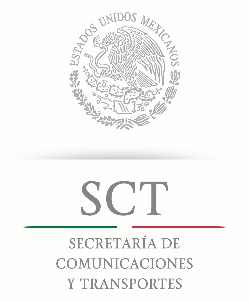 ESTADOS UNIDOS MEXICANOS
SCT
SECRETARÍA DE
COMUNICACIONES
Y TRANSPORTES